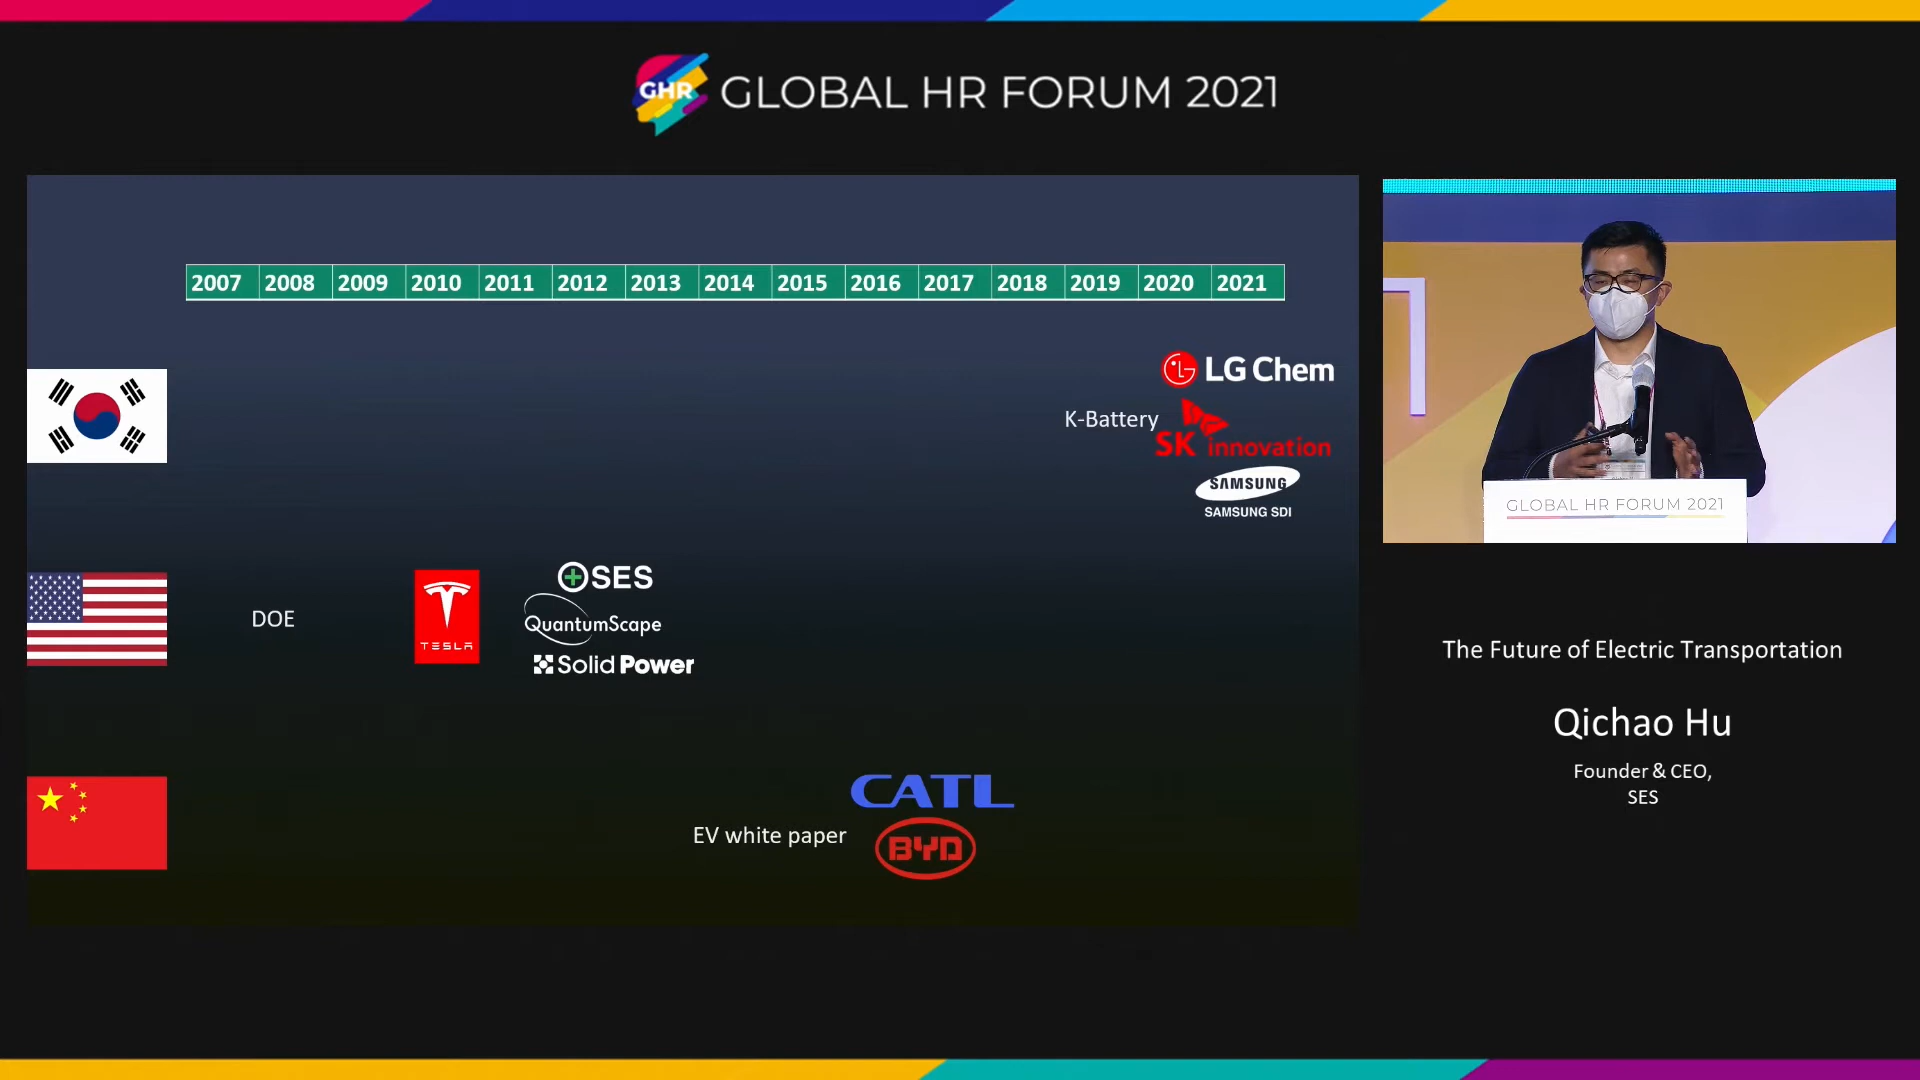 GHR GLOBAL HR FORUM 2021
2007 2008 2009 2010 2011 2012 2013 2014 2015 2016 2017 2018 2019 2020 2021
LG Chem
K-Battery
SK innovation
SAMSUNG
SAMSUNG SDI
DOE
TESLA
SES
QuantumScape
Solid Power
CATL
EV white paper
BYD
GLOBAL HR FORUM 2021
The Future of Electric Transportation
Qichao Hu
Founder & CEO,
SES